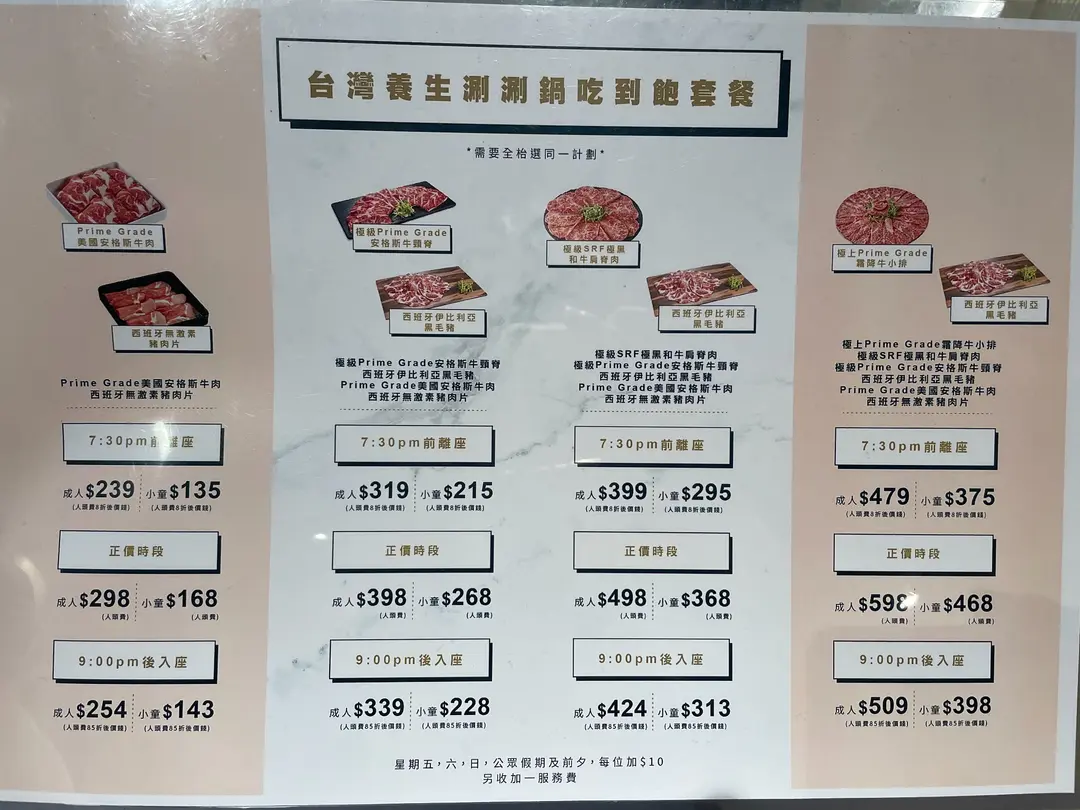 台灣養生涮涮鍋吃到飽套餐
*需要全枱選同一計劃*
Prime Grade
美國安格斯牛肉
西班牙無激素
豬肉片
Prime Grade美國安格斯牛肉
西班牙無激素豬肉片
7:30pm前離座
成人$239 小童$135
(人頭費8折後價錢) (人頭費8折後價錢)
正價時段
成人$298 小童$168
(人頭費) (人頭費)
9:00pm後入座
成人$254 小童$143
(人頭費85折後價錢) (人頭費85折後價錢)
極級Prime Grade
安格斯牛頸脊
西班牙伊比利亞
黑毛豬
極級Prime Grade安格斯牛頸脊
西班牙伊比利亞黑毛豬
Prime Grade美國安格斯牛肉
西班牙無激素豬肉片
7:30pm前離座
成人$319 小童$215
(人頭費8折後價錢) (人頭費8折後價錢)
正價時段
成人$398 小童$268
(人頭費) (人頭費)
9:00pm後入座
成人$339 小童$228
(人頭費85折後價錢) (人頭費85折後價錢)
極級SRF極黑
和牛肩脊肉
西班牙伊比利亞
黑毛豬
極級SRF極黑和牛肩脊肉
極級Prime Grade安格斯牛頸脊
西班牙伊比利亞黑毛豬
Prime Grade美國安格斯牛肉
西班牙無激素豬肉片
7:30pm前離座
成人$399 小童$295
(人頭費8折後價錢) (人頭費8折後價錢)
正價時段
成人$498 小童$368
(人頭費) (人頭費)
9:00pm後入座
成人$424 小童$313
(人頭費85折後價錢) (人頭費85折後價錢)
極上Prime Grade
霜降牛小排
西班牙伊比利亞
黑毛豬
極上Prime Grade霜降牛小排
極級SRF極黑和牛肩脊肉
極級Prime Grade安格斯牛頸脊
西班牙伊比利亞黑毛豬
Prime Grade美國安格斯牛肉
西班牙無激素豬肉片
7:30pm前離座
成人$479 小童$375
(人頭費8折後價錢) (人頭費8折後價錢)
正價時段
成人$598 小童$468
(人頭費) (人頭費)
9:00pm後入座
成人$509 小童$398
(人頭費85折後價錢) (人頭費85折後價錢)
星期五，六，日，公眾假期及前夕，每位加$10
另收加一服務費